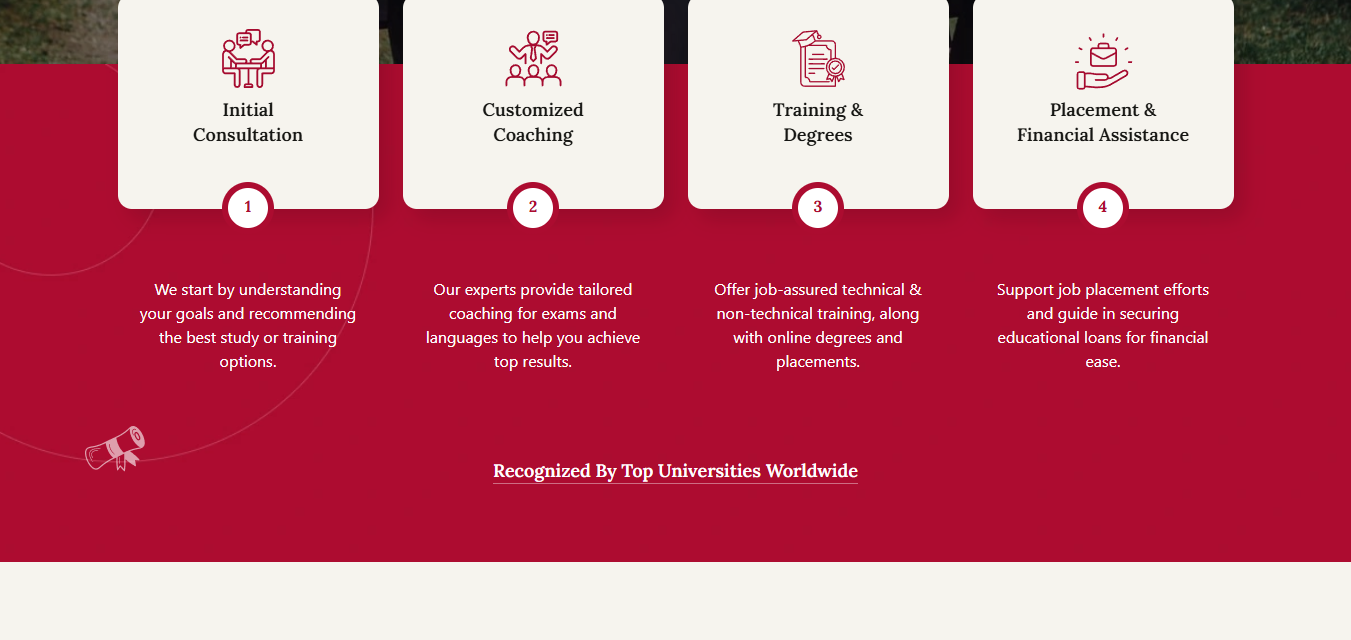 Initial
Consultation
1
We start by understanding
your goals and recommending
the best study or training
options.
Customized
Coaching
2
Our experts provide tailored
coaching for exams and
languages to help you achieve
top results.
Training &
Degrees
3
Offer job-assured technical &
non-technical training, along
with online degrees and
placements.
Placement &
Financial Assistance
4
Support job placement efforts
and guide in securing
educational loans for financial
ease.
Recognized By Top Universities Worldwide